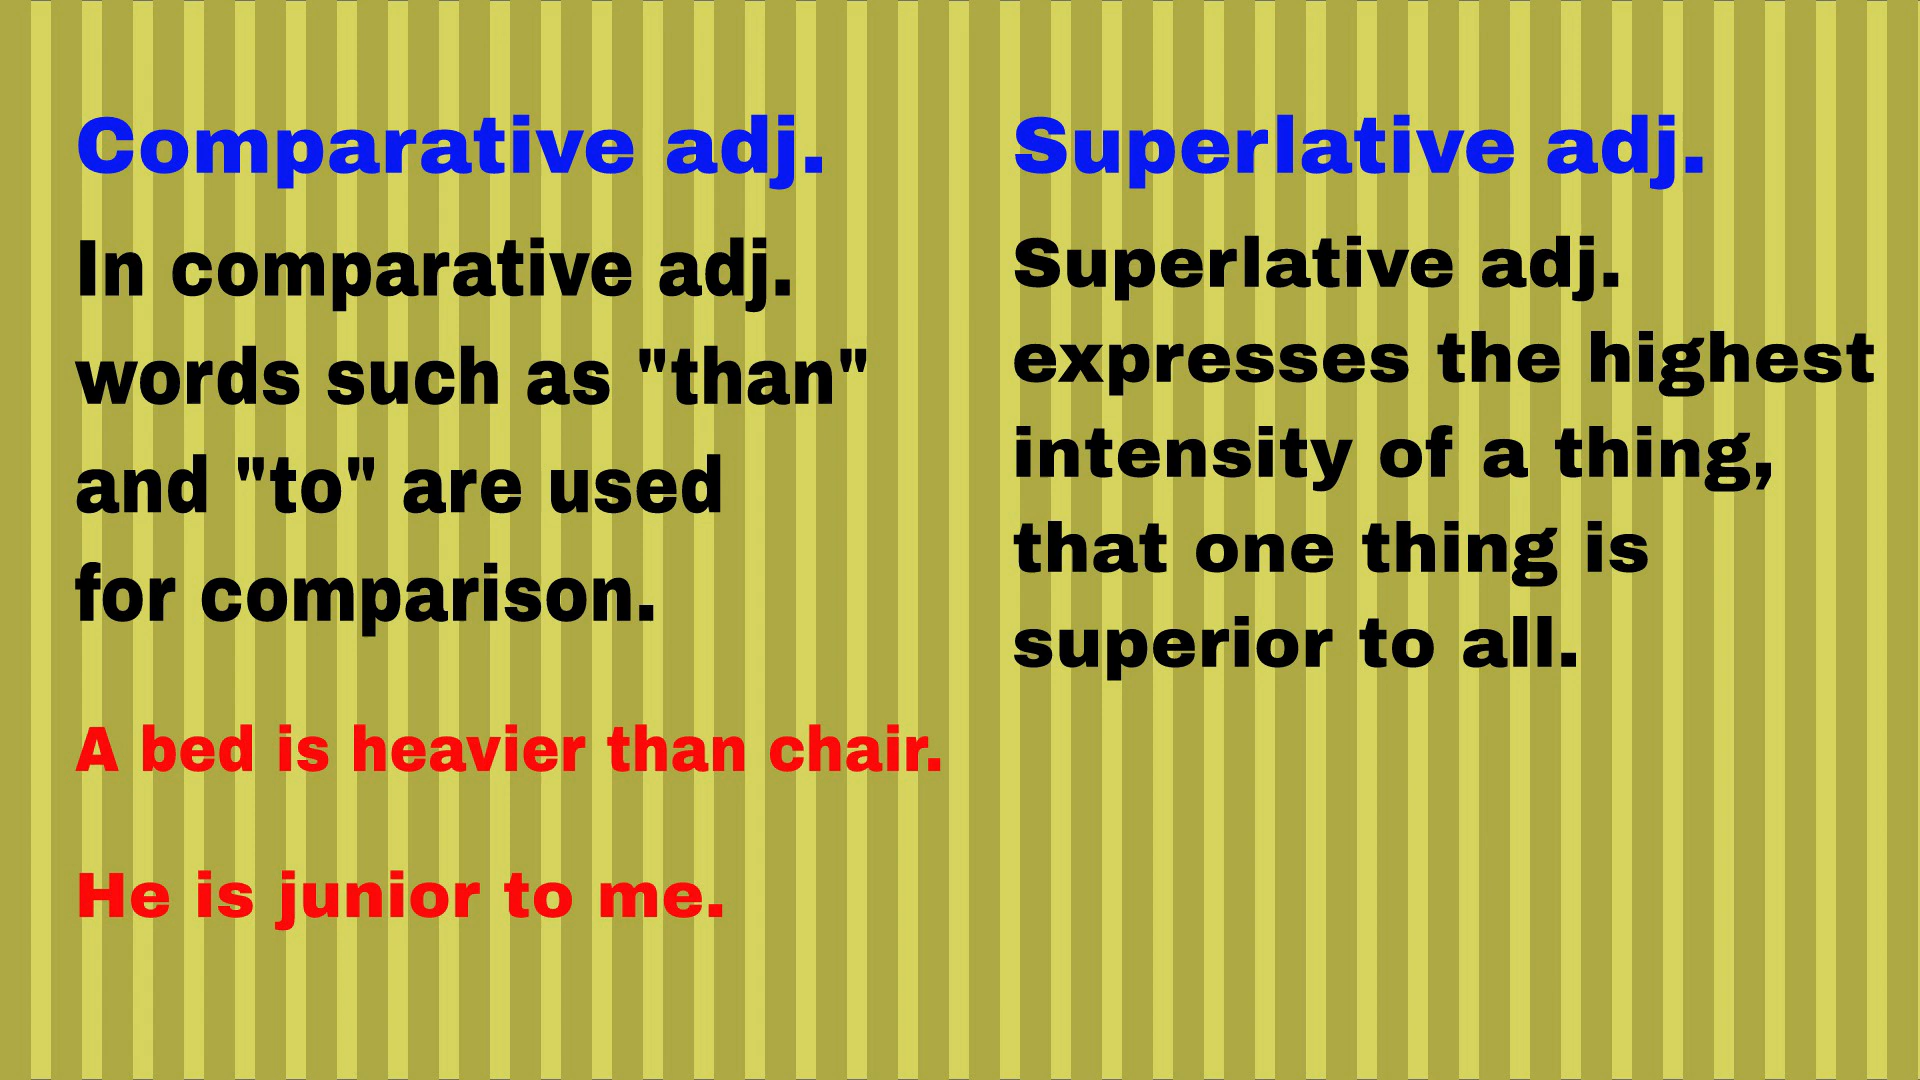 Comparative adj.
In comparative adj.
words such as "than"
and "to" are used
for comparison.
A bed is heavier than chair.
He is junior to me.
Superlative adj.
Superlative adj.
expresses the highest
intensity of a thing,
that one thing is
superior to all.